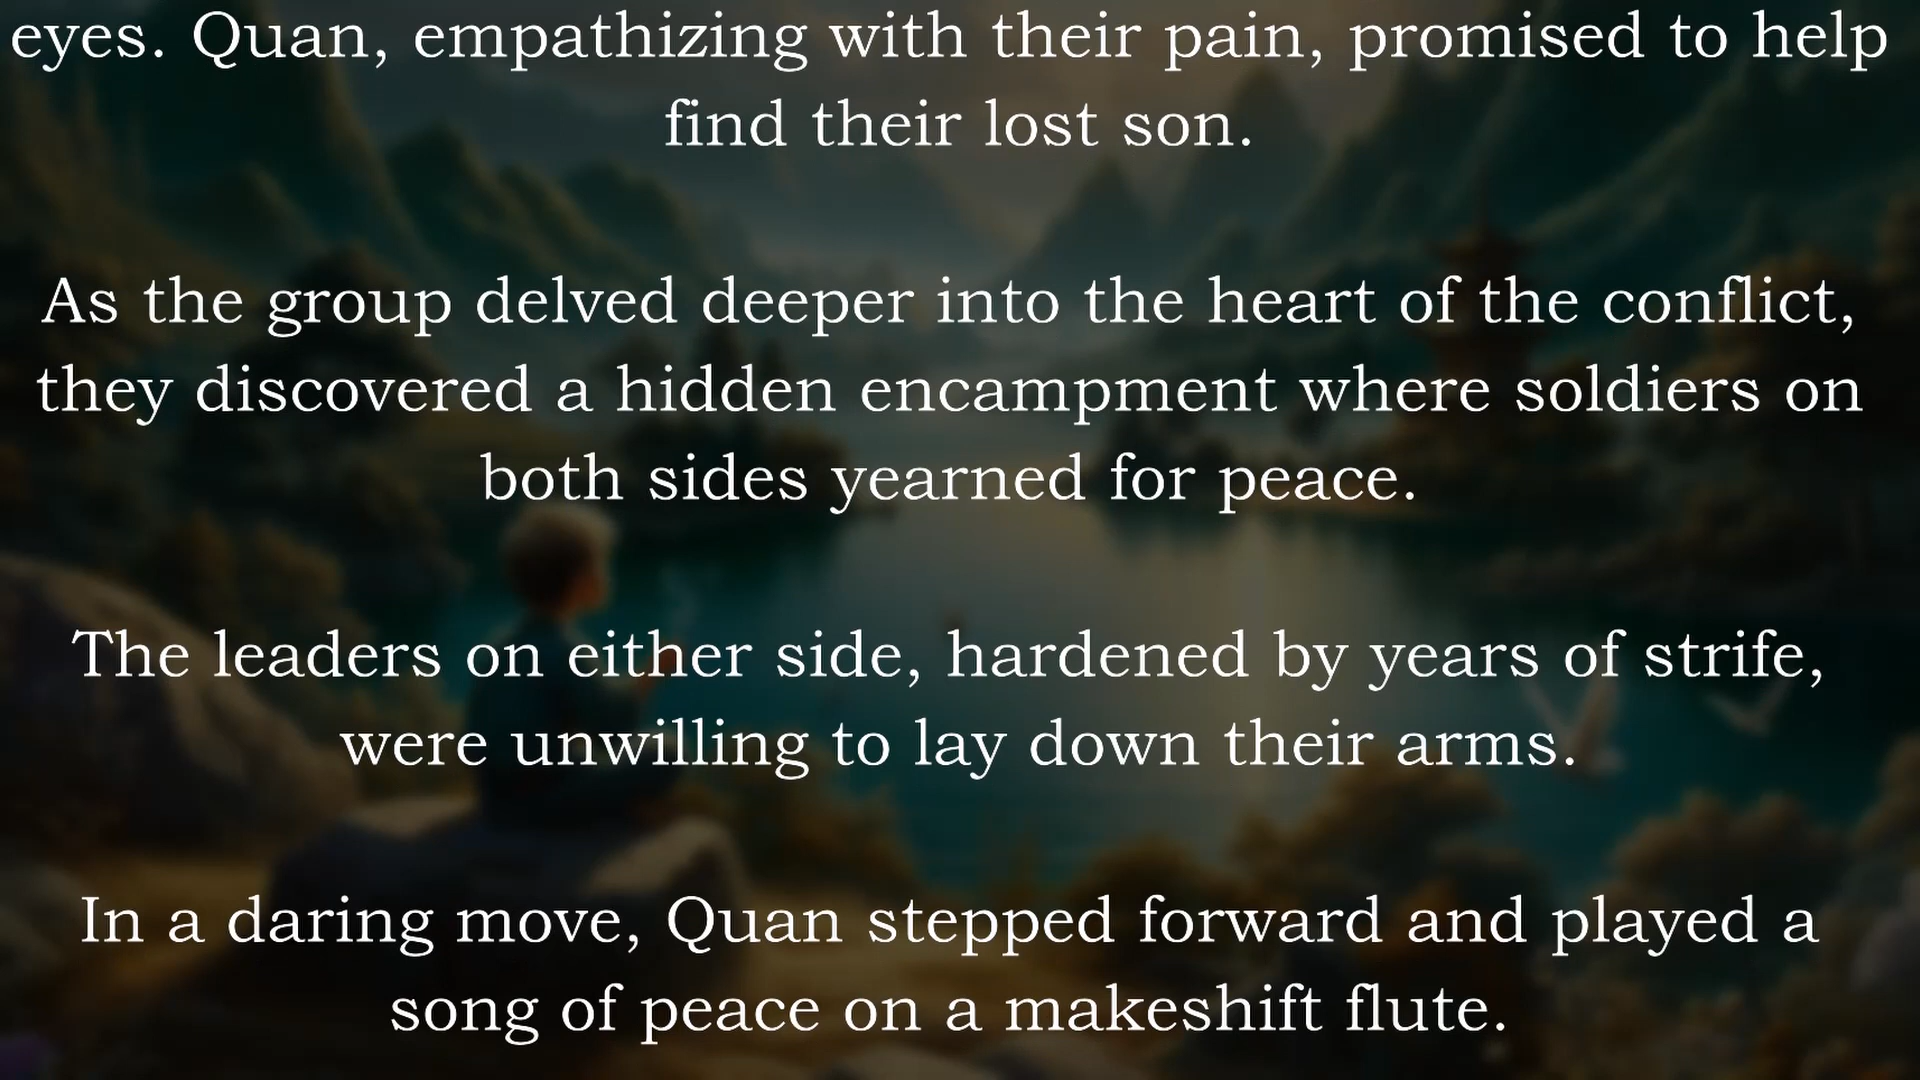 eyes. Quan, empathizing with their pain, promised to help
find their lost son.
As the group delved deeper into the heart of the conflict,
they discovered a hidden encampment where soldiers on
both sides yearned for peace.
The leaders on either side, hardened by years of strife,
were unwilling to lay down their arms.
In a daring move, Quan stepped forward and played a
song of peace on a makeshift flute.